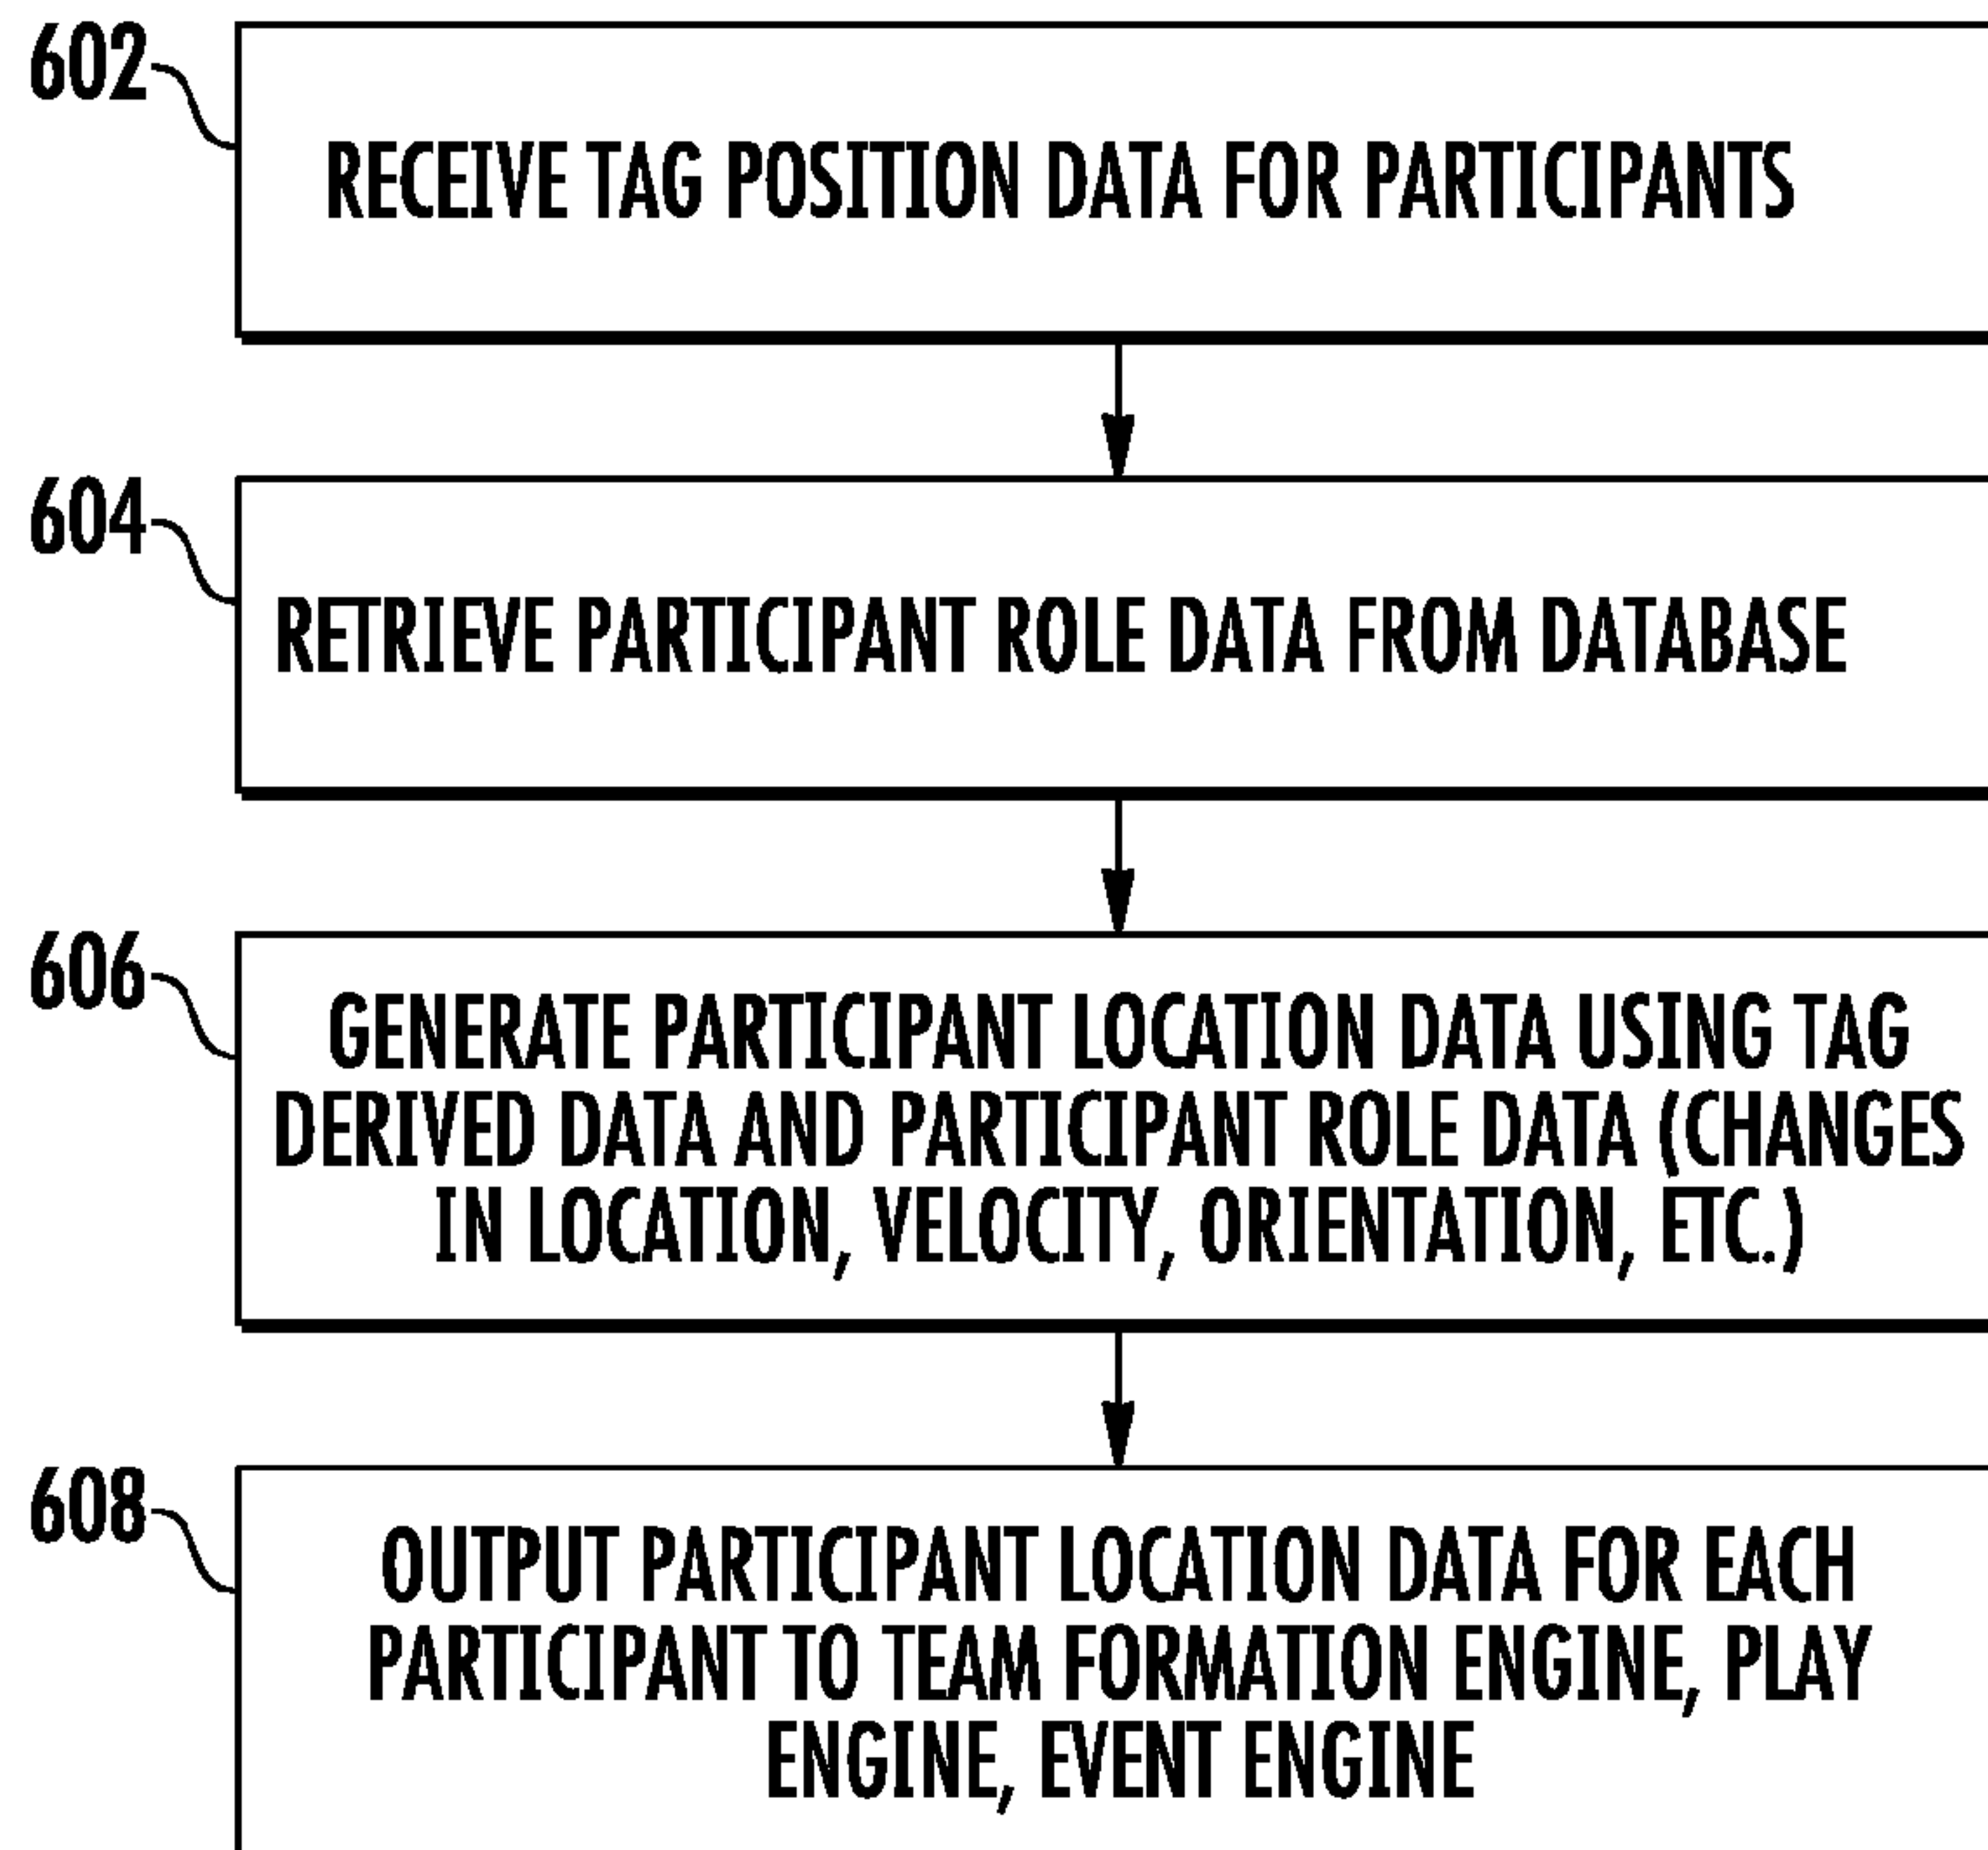 602
RECEIVE TAG POSITION DATA FOR PARTICIPANTS
604
RETRIEVE PARTICIPANT ROLE DATA FROM DATABASE
606
GENERATE PARTICIPANT LOCATION DATA USING TAG
DERIVED DATA AND PARTICIPANT ROLE DATA (CHANGES
IN LOCATION, VELOCITY, ORIENTATION, ETC.)
608
OUTPUT PARTICIPANT LOCATION DATA FOR EACH
PARTICIPANT TO TEAM FORMATION ENGINE, PLAY
ENGINE, EVENT ENGINE